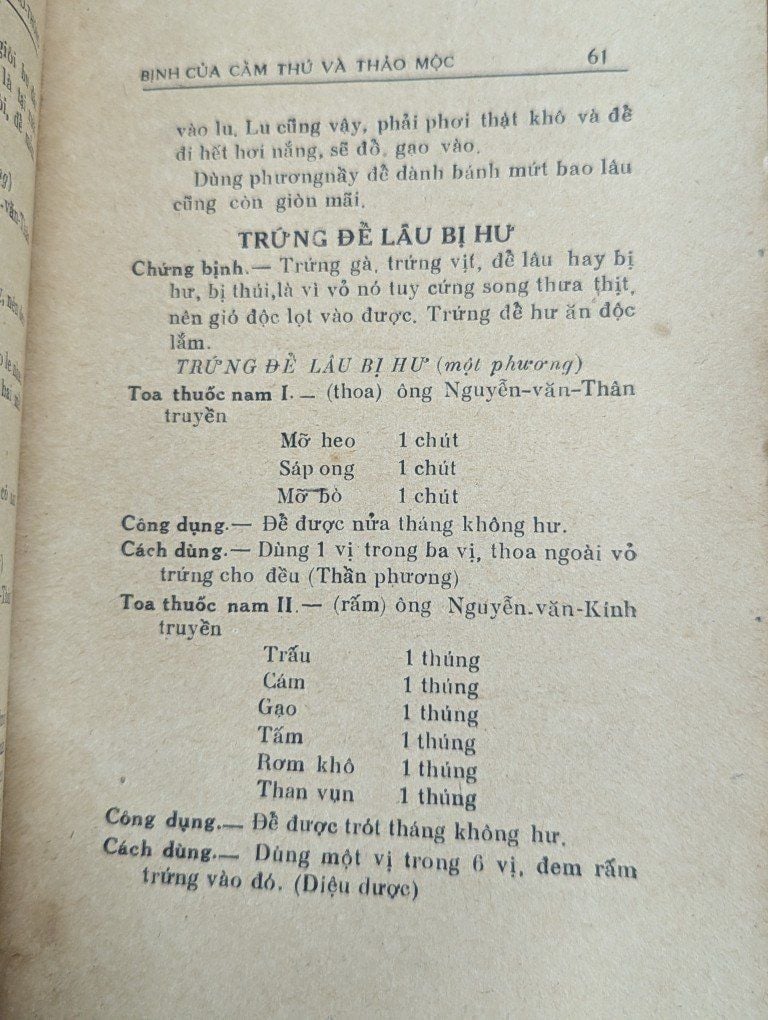 BỊNH CỦA CẦM THÚ VÀ THẢO MỘC 61
vào lu. Lu cũng vậy, phải phơi thật khô và để
đi hết hơi nắng, sẽ đổ gạo vào.
Dùng phươngnầy để dành bánh mứt bao lâu
cũng còn giòn mãi.
TRỨNG ĐỂ LÂU BỊ HƯ
Chứng bịnh.— Trứng gà, trứng vịt, để lâu hay bị
hư, bị thúi,là vì vỏ nó tuy cứng song thưa thịt,
nên gió độc lọt vào được. Trứng để hư ăn độc
lắm.
TRỨNG ĐỂ LÂU BỊ HƯ (một phương)
Toa thuốc nam I.— (thoa) ông Nguyễn-văn-Thân
truyền
Mỡ heo 1 chút
Sáp ong 1 chút
Mỡ bò 1 chút
Công dụng.— Để được nửa tháng không hư.
Cách dùng.— Dùng 1 vị trong ba vị, thoa ngoài vỏ
trứng cho đều (Thần phương)
Toa thuốc nam II.— (rấm) ông Nguyễn-văn-Kính
truyền
Trấu 1 thúng
Cám 1 thúng
Gạo 1 thúng
Tấm 1 thúng
Rơm khô 1 thúng
Than vụn 1 thúng
Công dụng.— Để được trót tháng không hư.
Cách dùng.— Dùng một vị trong 6 vị, đem rấm
trứng vào đó. (Diệu dược)